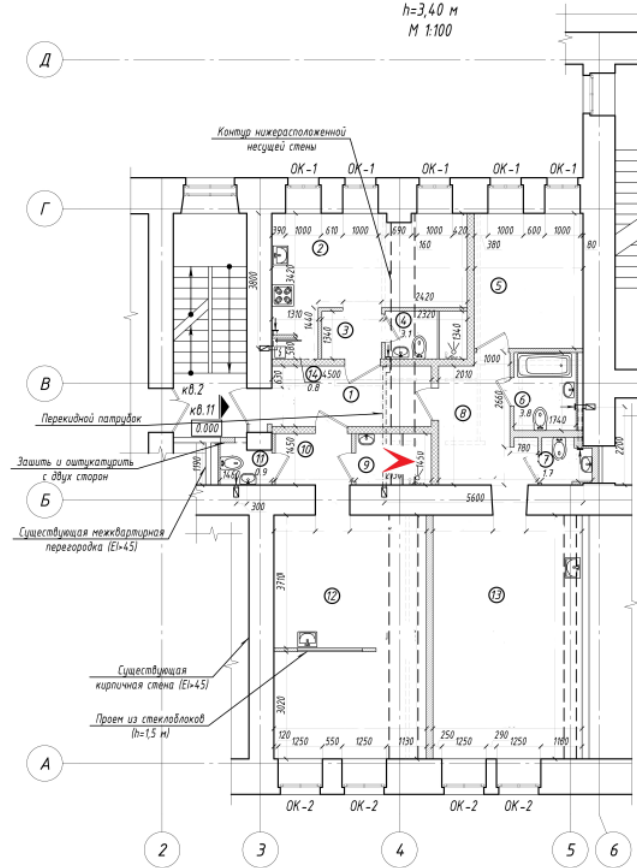 h=3,40 м
М 1:100
Д
Контур нижерасположенной
несущей стены
ОК-1 ОК-1 ОК-1 ОК-1 ОК-1
Г
390 1000 610 1000 690 1000 420 1000 600 1000
160 380 80
2
5
3800
3420
2420
1310
1440
1340
3
4
2320
3.1
1340
580
630
14
4500
0.8
2010
1000
В
кв.2
кв.11
0.000
1
8
2660
6
3.8
1740
Перекидной патрубок
Зашить и оштукатурить
с двух сторон
1190
1460
11
0.9
1450
10
9
1450
780
7
1.7
2200
Б
300
5600
Существующая межквартирная
перегородка (EI>45)
3710
12
13
Существующая
кирпичная стена (EI>45)
3020
Проем из стеклоблоков
(h=1,5 м)
120 250 290
1250 550 1250 1130 1250 1250 1180
А
ОК-2 ОК-2 ОК-2 ОК-2
2 3 4 5 6